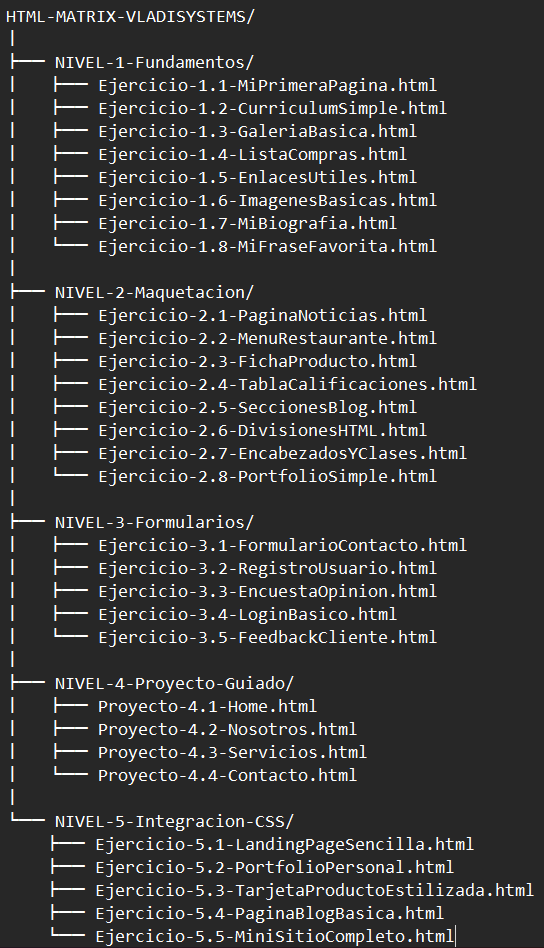 HTML-MATRIX-VLADISYSTEMS/
│
├── NIVEL-1-Fundamentos/
│   ├── Ejercicio-1.1-MiPrimeraPagina.html
│   ├── Ejercicio-1.2-CurriculumSimple.html
│   ├── Ejercicio-1.3-GaleriaBasica.html
│   ├── Ejercicio-1.4-ListaCompras.html
│   ├── Ejercicio-1.5-EnlacesUtiles.html
│   ├── Ejercicio-1.6-ImagenesBasicas.html
│   ├── Ejercicio-1.7-MiBiografia.html
│   └── Ejercicio-1.8-MiFraseFavorita.html
│
├── NIVEL-2-Maquetacion/
│   ├── Ejercicio-2.1-PaginaNoticias.html
│   ├── Ejercicio-2.2-MenuRestaurante.html
│   ├── Ejercicio-2.3-FichaProducto.html
│   ├── Ejercicio-2.4-TablaCalificaciones.html
│   ├── Ejercicio-2.5-SeccionesBlog.html
│   ├── Ejercicio-2.6-DivisionesHTML.html
│   ├── Ejercicio-2.7-EncabezadosYClases.html
│   └── Ejercicio-2.8-PortfolioSimple.html
│
├── NIVEL-3-Formularios/
│   ├── Ejercicio-3.1-FormularioContacto.html
│   ├── Ejercicio-3.2-RegistroUsuario.html
│   ├── Ejercicio-3.3-EncuestaOpinion.html
│   ├── Ejercicio-3.4-LoginBasico.html
│   └── Ejercicio-3.5-FeedbackCliente.html
│
├── NIVEL-4-Proyecto-Guiado/
│   ├── Proyecto-4.1-Home.html
│   ├── Proyecto-4.2-Nosotros.html
│   ├── Proyecto-4.3-Servicios.html
│   └── Proyecto-4.4-Contacto.html
│
└── NIVEL-5-Integracion-CSS/
    ├── Ejercicio-5.1-LandingPageSencilla.html
    ├── Ejercicio-5.2-PortfolioPersonal.html
    ├── Ejercicio-5.3-TarjetaProductoEstilizada.html
    ├── Ejercicio-5.4-PaginaBlogBasica.html
    └── Ejercicio-5.5-MiniSitioCompleto.html